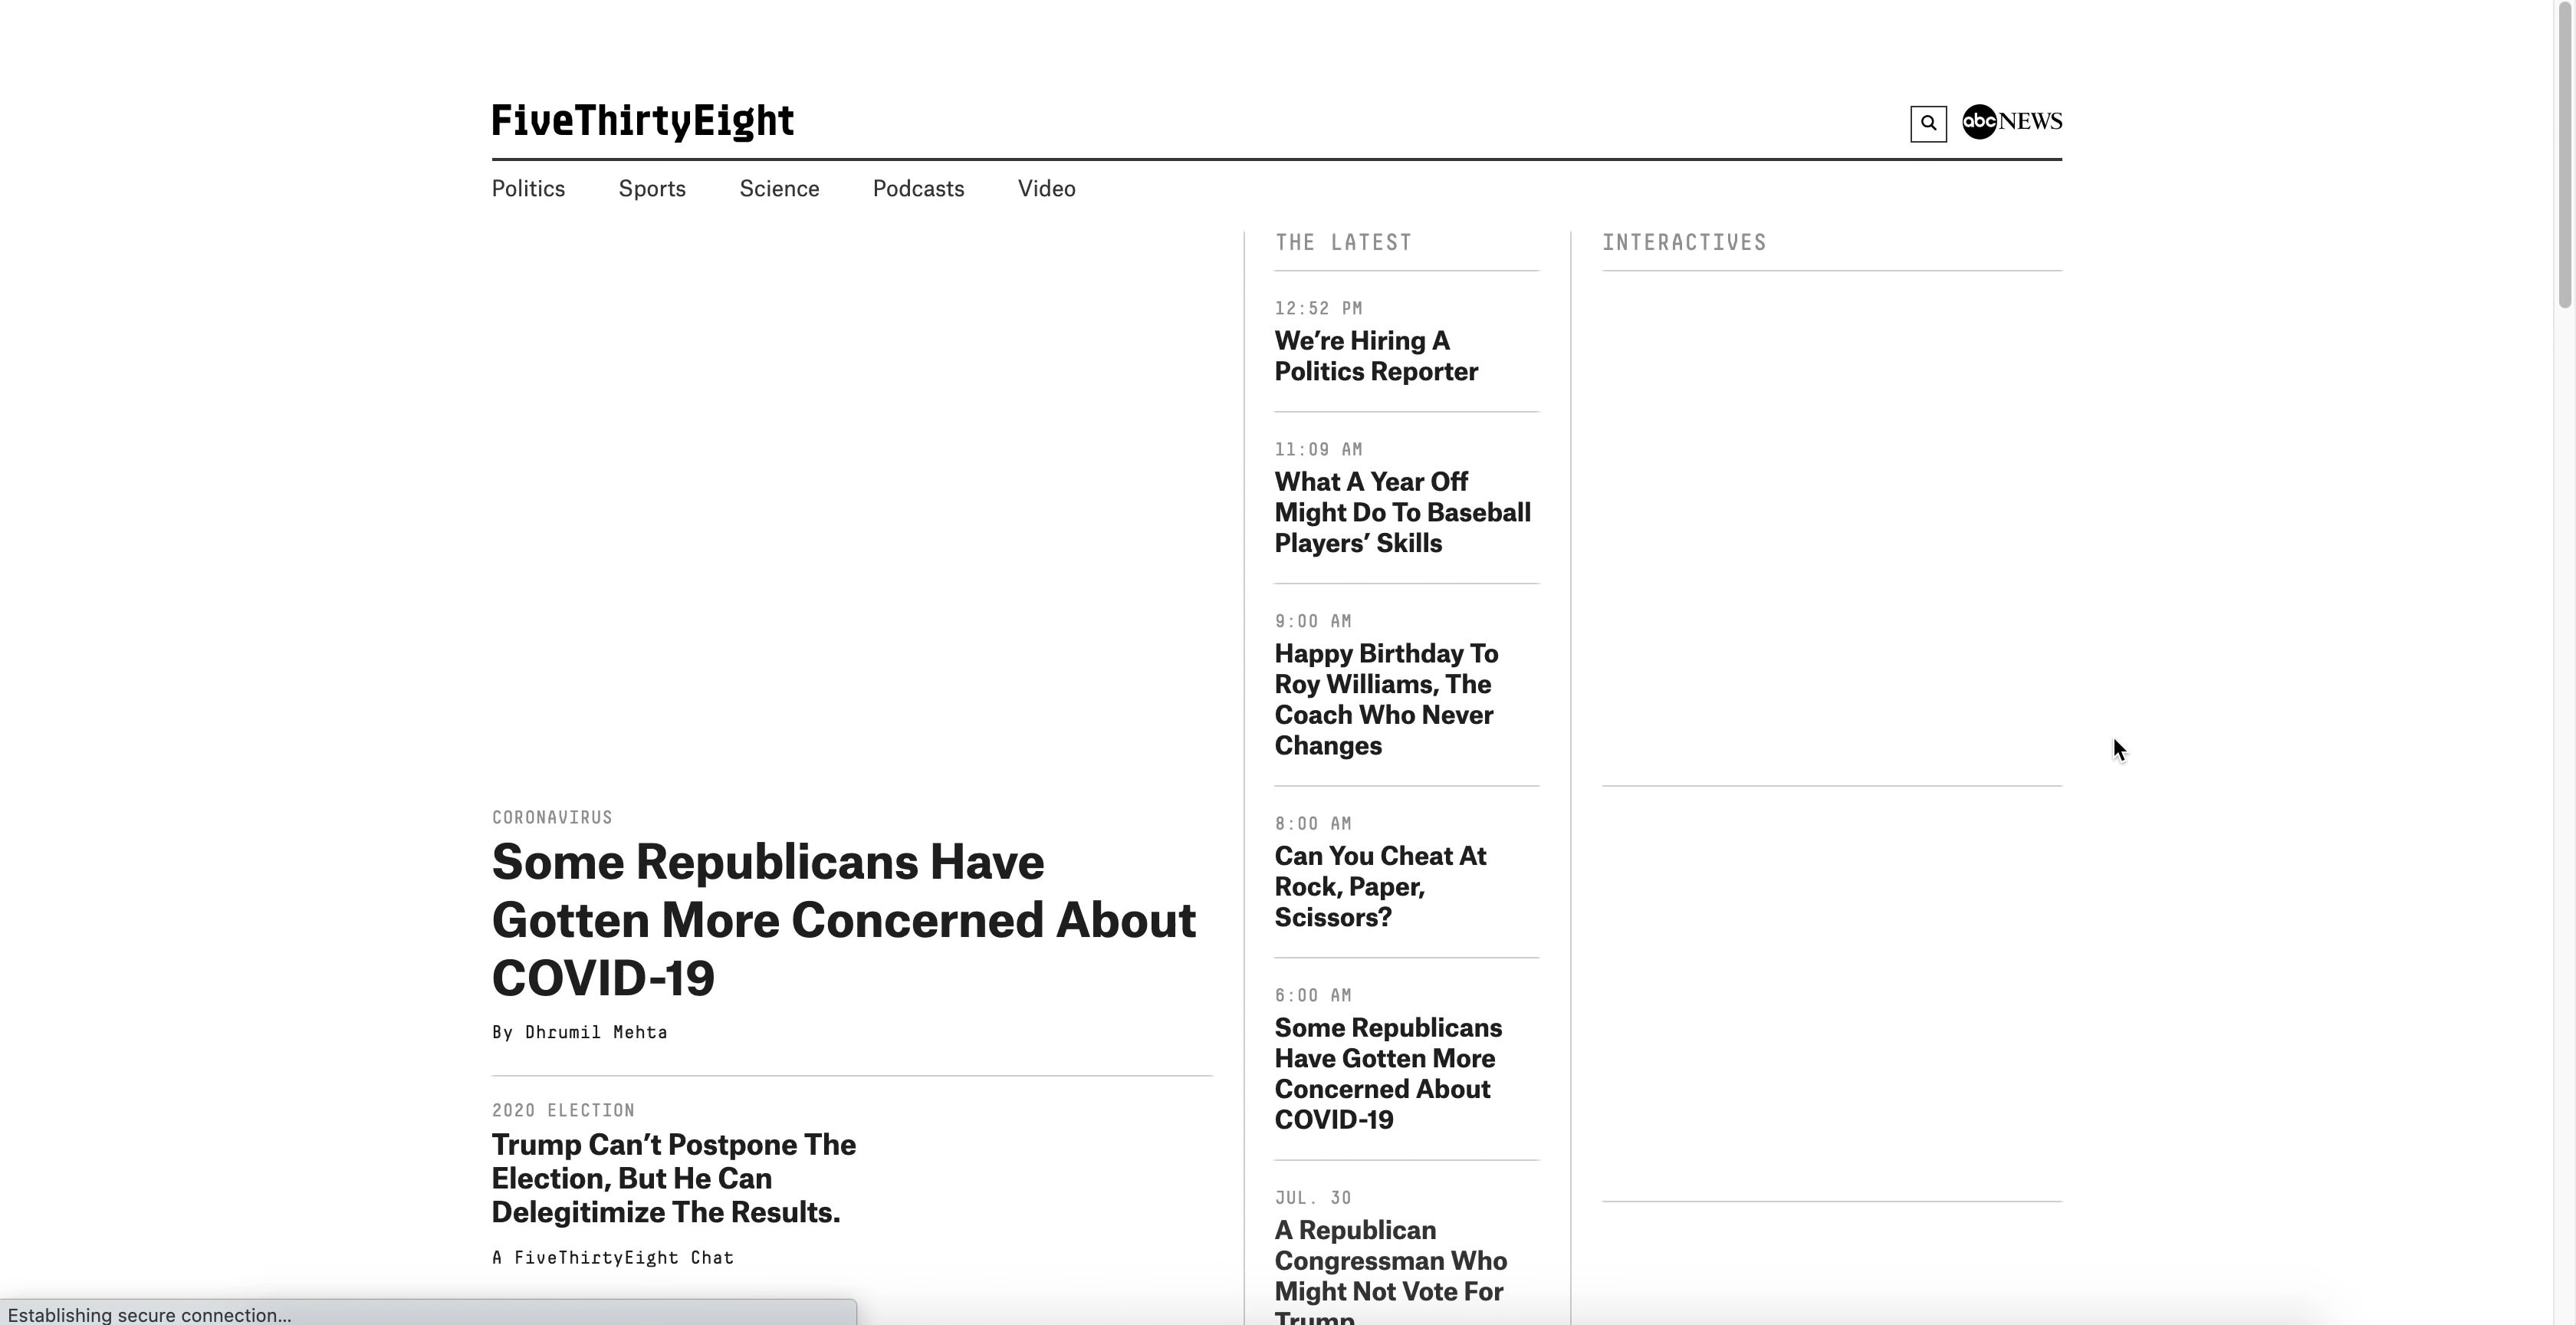 FiveThirtyEight
abc NEWS
Politics Sports Science Podcasts Video
CORONAVIRUS
Some Republicans Have
Gotten More Concerned About
COVID-19
By Dhrumil Mehta
2020 ELECTION
Trump Can’t Postpone The
Election, But He Can
Delegitimize The Results.
A FiveThirtyEight Chat
THE LATEST
12:52 PM
We’re Hiring A
Politics Reporter
11:09 AM
What A Year Off
Might Do To Baseball
Players’ Skills
9:00 AM
Happy Birthday To
Roy Williams, The
Coach Who Never
Changes
8:00 AM
Can You Cheat At
Rock, Paper,
Scissors?
6:00 AM
Some Republicans
Have Gotten More
Concerned About
COVID-19
JUL. 30
A Republican
Congressman Who
Might Not Vote For
Trump
INTERACTIVES
Establishing secure connection...